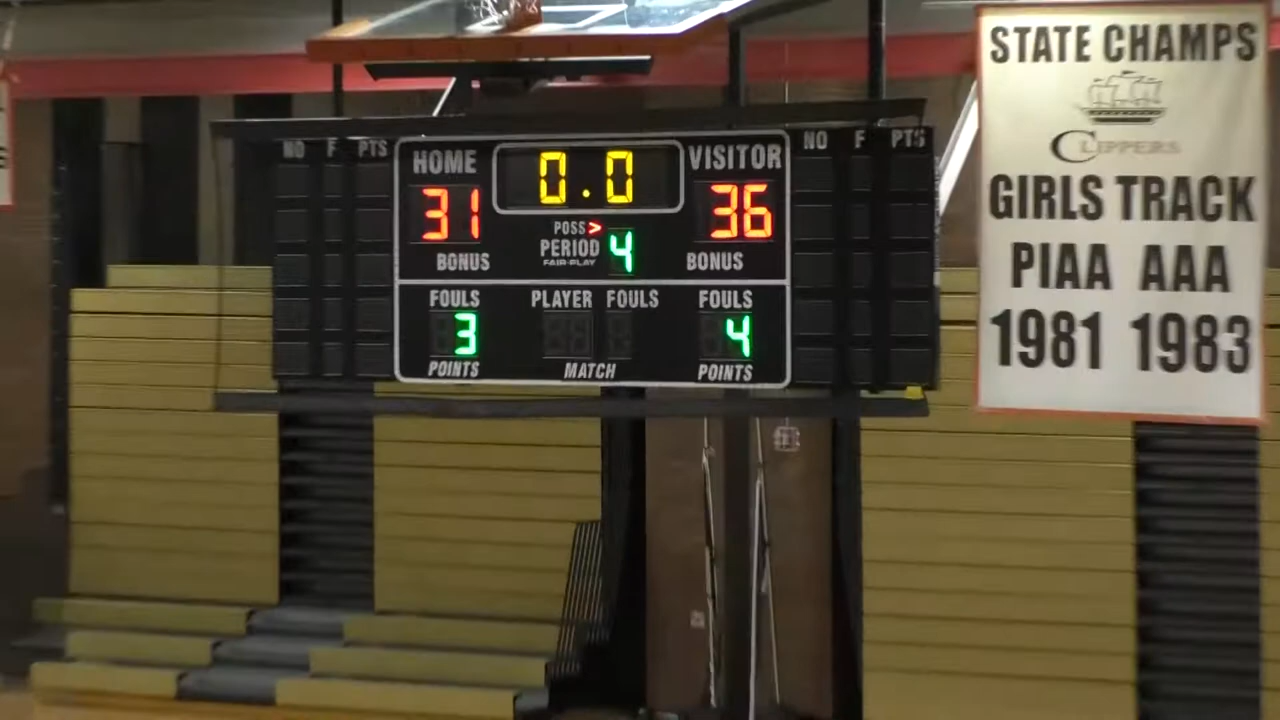 NO F PTS
HOME
0.0
VISITOR
NO F PTS
31
36
POSS >
PERIOD 4
FAIR-PLAY
BONUS
BONUS
FOULS
PLAYER FOULS
FOULS
3
4
POINTS
MATCH
POINTS
STATE CHAMPS
CLIPPERS
GIRLS TRACK
PIAA AAA
1981 1983